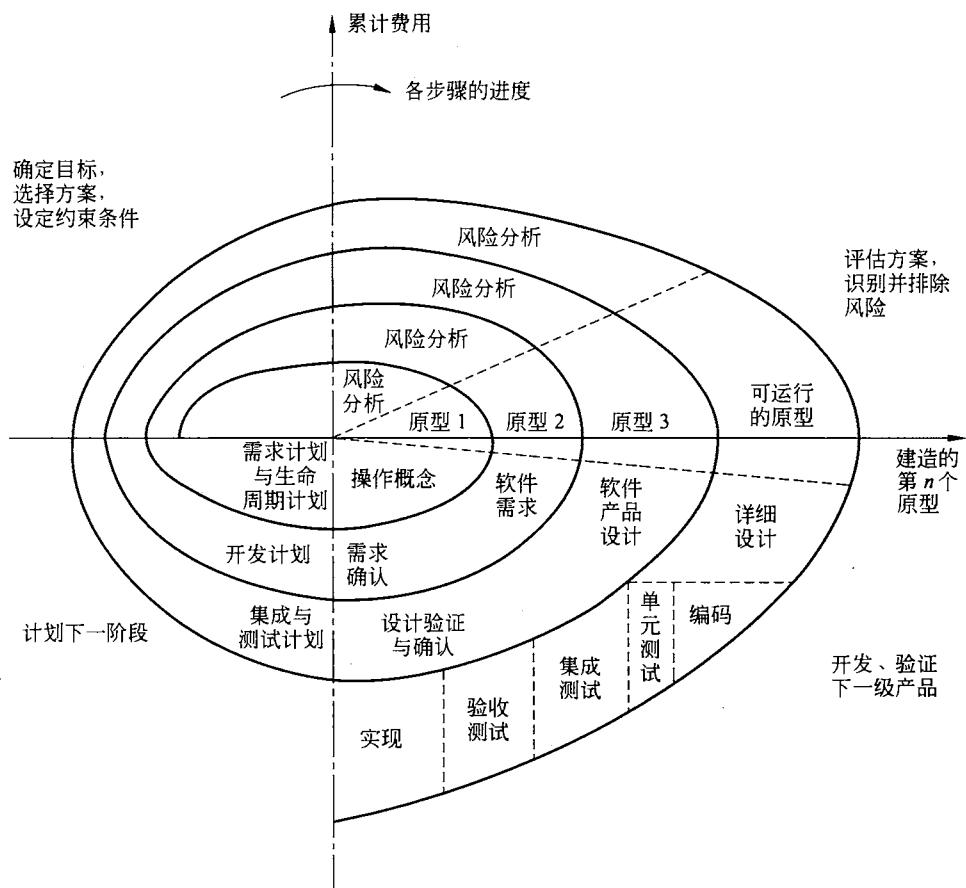 累计费用
各步骤的进度
确定目标，
选择方案，
设定约束条件
风险分析
评估方案，
识别并排除
风险
风险分析
风险分析
风险
分析
可运行
的原型
原型 1
原型 2
原型 3
建造的
第 n 个
原型
需求计划
与生命
周期计划
操作概念
软件
需求
软件
产品
设计
详细
设计
开发计划
需求
确认
计划下一阶段
集成与
测试计划
设计验证
与确认
单
元
测
试
编码
集成
测试
开发、验证
下一级产品
验收
测试
实现